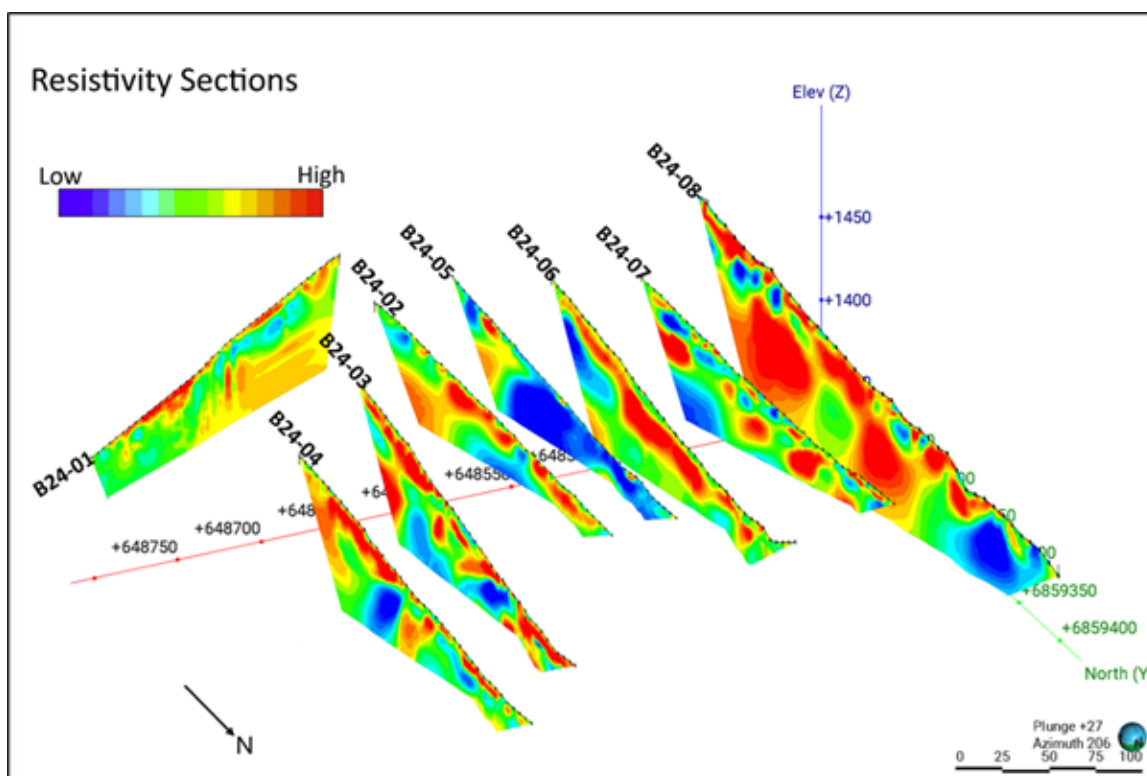 Resistivity Sections
Low
High
Elev (Z)
B24-08
+1450
B24-05
B24-06
B24-07
B24-02
+1400
B24-03
B24-01
B24-04
+648550
+648700
+648750
+6859350
+6859400
North (Y
N
Plunge +27
Azimuth 206
0 25 50 75 100